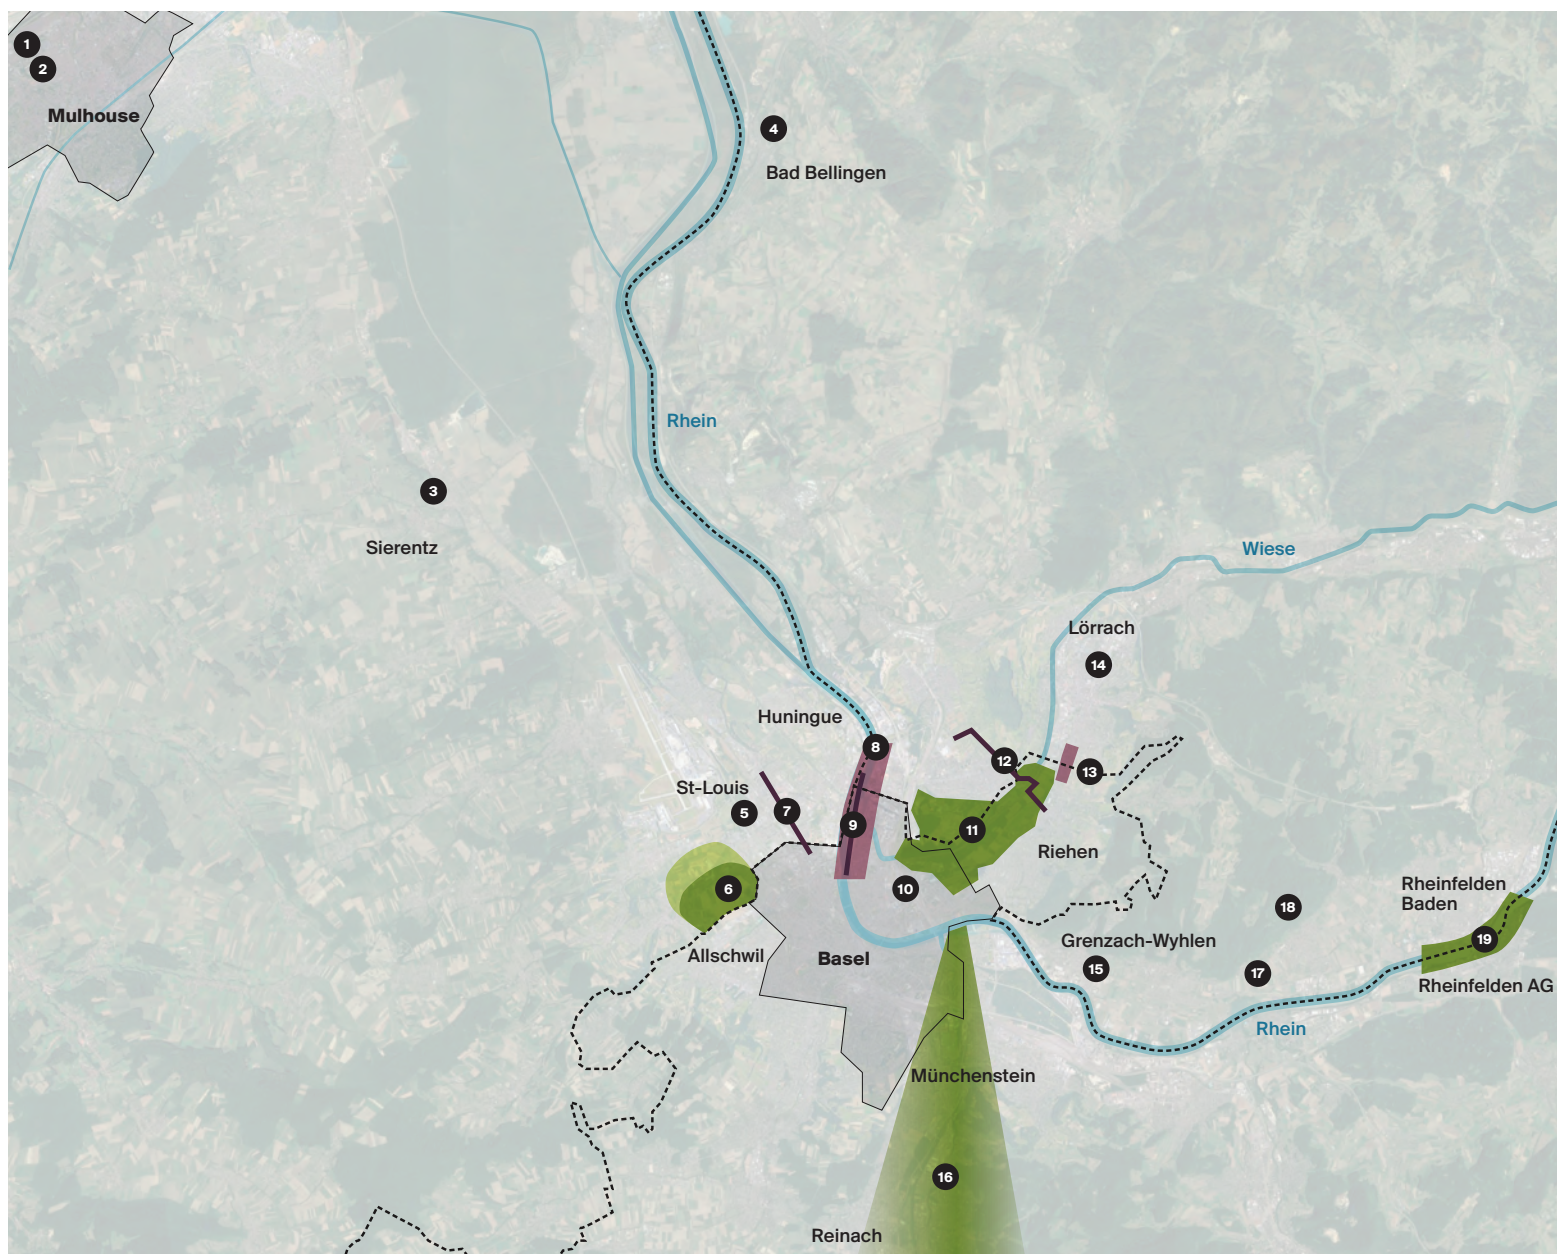 1
2
Mulhouse
4
Bad Bellingen
Rhein
3
Sierentz
Wiese
Lörrach
14
Huningue
8
12
13
St-Louis
5
7
9
11
Riehen
6
10
Rheinfelden
Baden
18
Allschwil
Basel
Grenzach-Wyhlen
19
15
17
Rheinfelden AG
Rhein
Münchenstein
16
Reinach